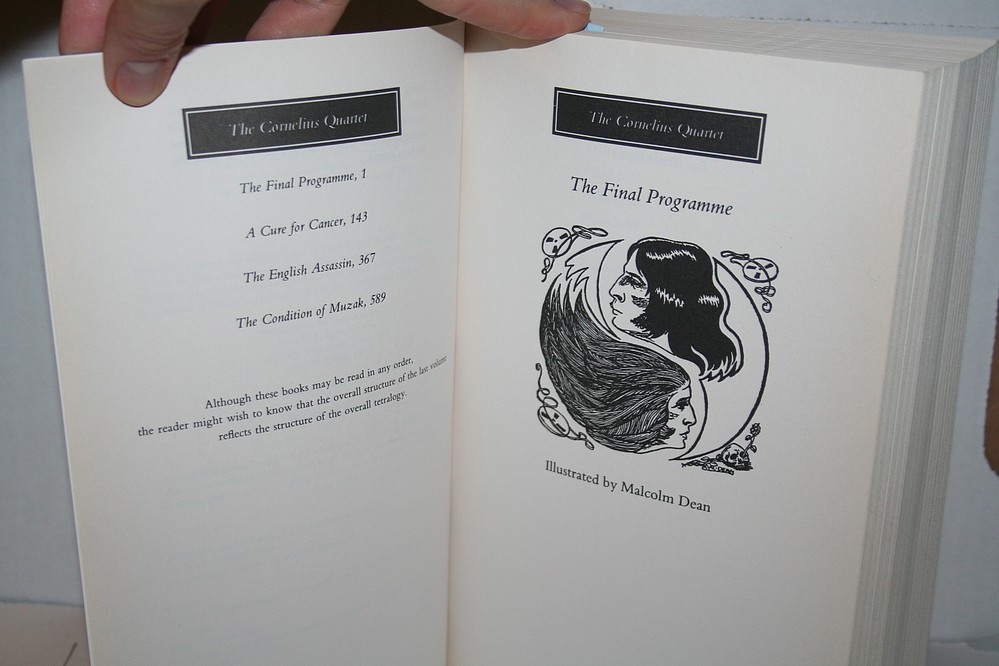 The Cornelius Quartet
The Final Programme, 1
A Cure for Cancer, 143
The English Assassin, 367
The Condition of Muzak, 589
Although these books may be read in any order,
the reader might wish to know that the overall structure of the last volume
reflects the structure of the overall tetralogy.
The Cornelius Quartet
The Final Programme
Illustrated by Malcolm Dean